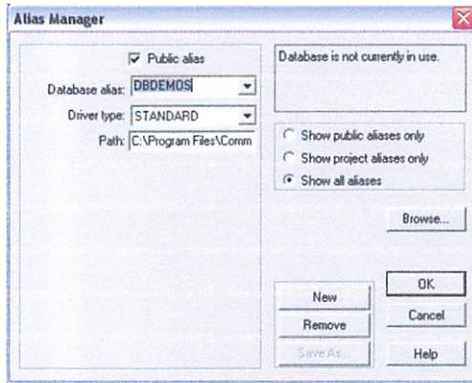 Alias Manager
Public alias
Database alias: DBDEMOS
Driver type: STANDARD
Path: C:\Program Files\Comm
Database is not currently in use.
Show public aliases only
Show project aliases only
Show all aliases
Browse...
New
Remove
Save As...
OK
Cancel
Help